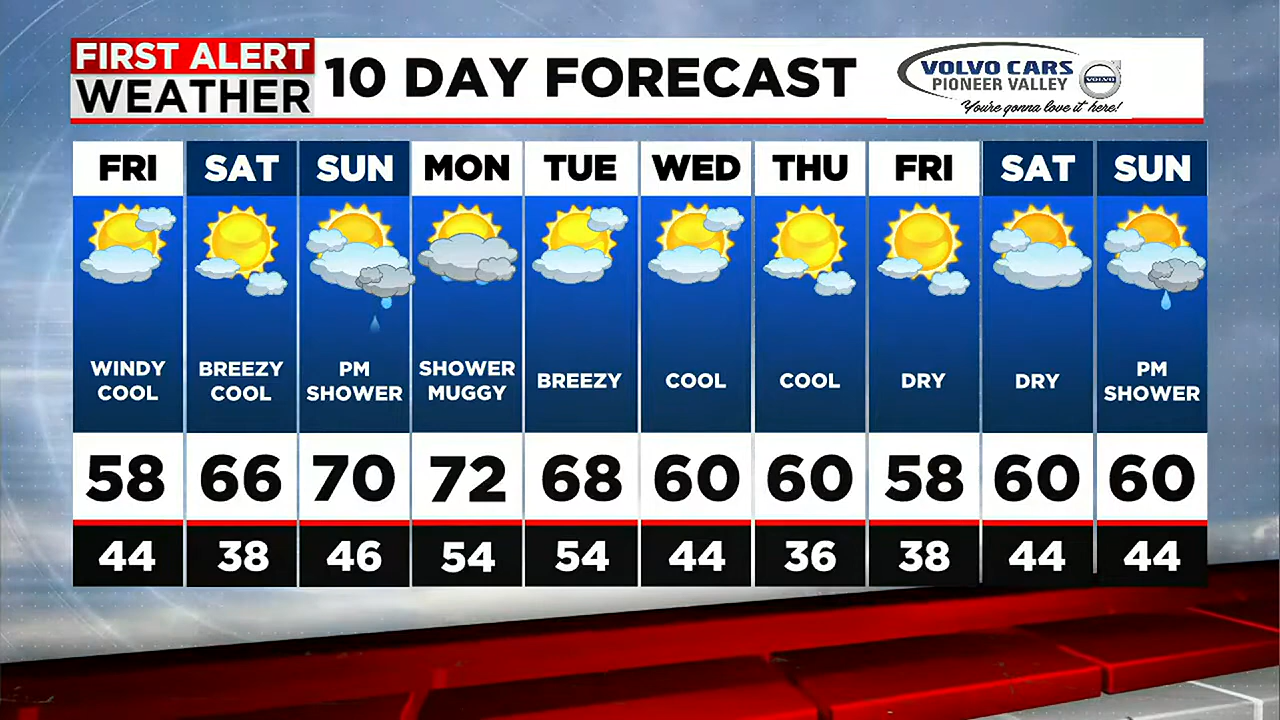 FIRST ALERT
WEATHER
10 DAY FORECAST
VOLVO CARS
PIONEER VALLEY
VOLVO
You're gonna love it here!
FRI SAT SUN MON TUE WED THU FRI SAT SUN
WINDY COOL
BREEZY COOL
PM SHOWER
SHOWER MUGGY
BREEZY
COOL
COOL
DRY
DRY
PM SHOWER
58 66 70 72 68 60 60 58 60 60
44 38 46 54 54 44 36 38 44 44